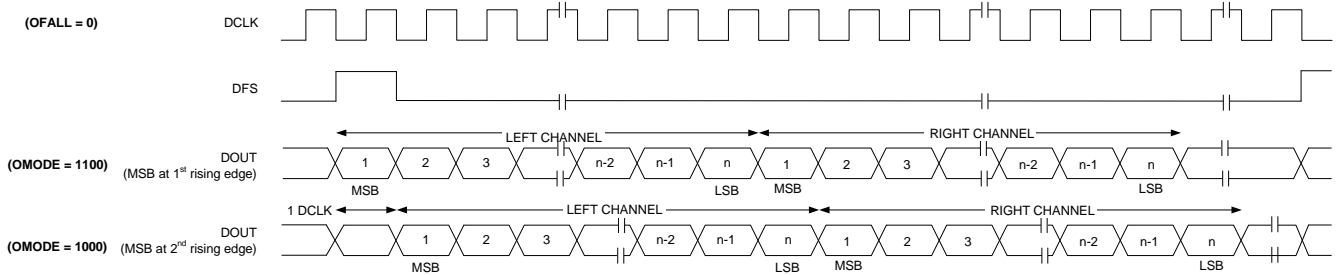 (OFALL = 0) DCLK
DFS
LEFT CHANNEL RIGHT CHANNEL
(OMODE = 1100) DOUT 1 2 3 n-2 n-1 n 1 2 3 n-2 n-1 n
(MSB at 1st rising edge)
MSB LSB MSB LSB
1 DCLK LEFT CHANNEL RIGHT CHANNEL
(OMODE = 1000) DOUT 1 2 3 n-2 n-1 n 1 2 3 n-2 n-1 n
(MSB at 2nd rising edge)
MSB LSB MSB LSB